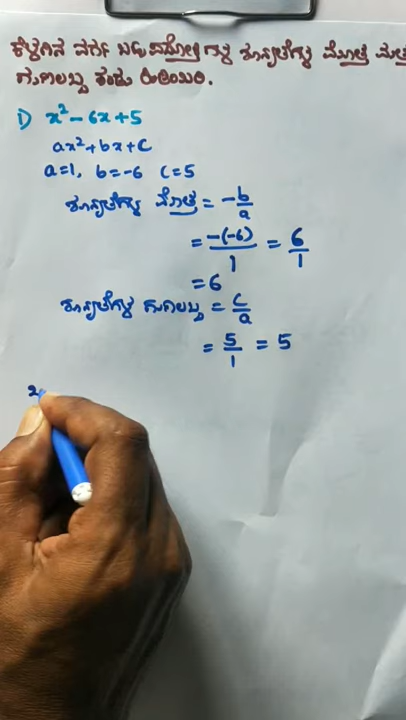 ಕೆಳಗಿನ ವರ್ಗ ಬಹುಪದೋಕ್ತಿಗಳ ಶೂನ್ಯತೆಗಳ ಮೊತ್ತ ಮತ್ತು
ಗುಣಲಬ್ಧ ಕಂಡು ಹಿಡಿಯಿರಿ.
1) x² - 6x + 5
ax² + bx + c
a=1, b=-6 c=5
ಶೂನ್ಯತೆಗಳ ಮೊತ್ತ = -b/a
= -(-6)/1 = 6/1
= 6
ಶೂನ್ಯತೆಗಳ ಗುಣಲಬ್ಧ = c/a
= 5/1 = 5
2